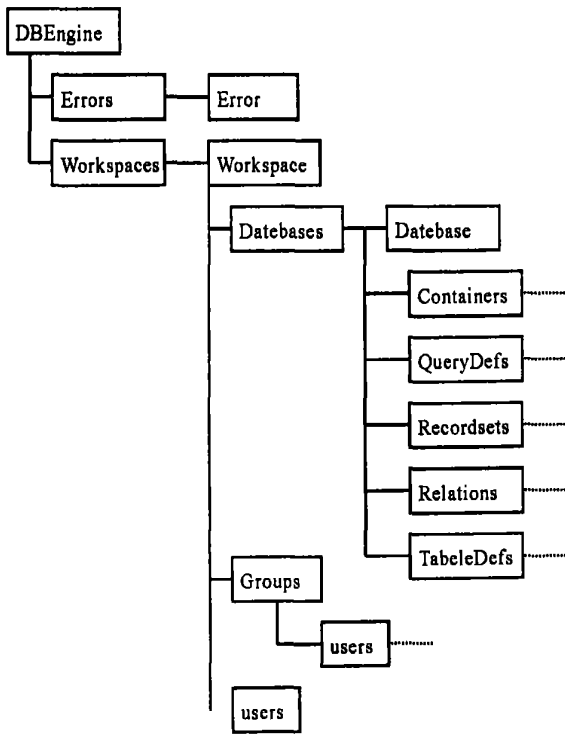 DBEngine
Errors
Error
Workspaces
Workspace
Datebases
Datebase
Containers
QueryDefs
Recordsets
Relations
TabeleDefs
Groups
users
users